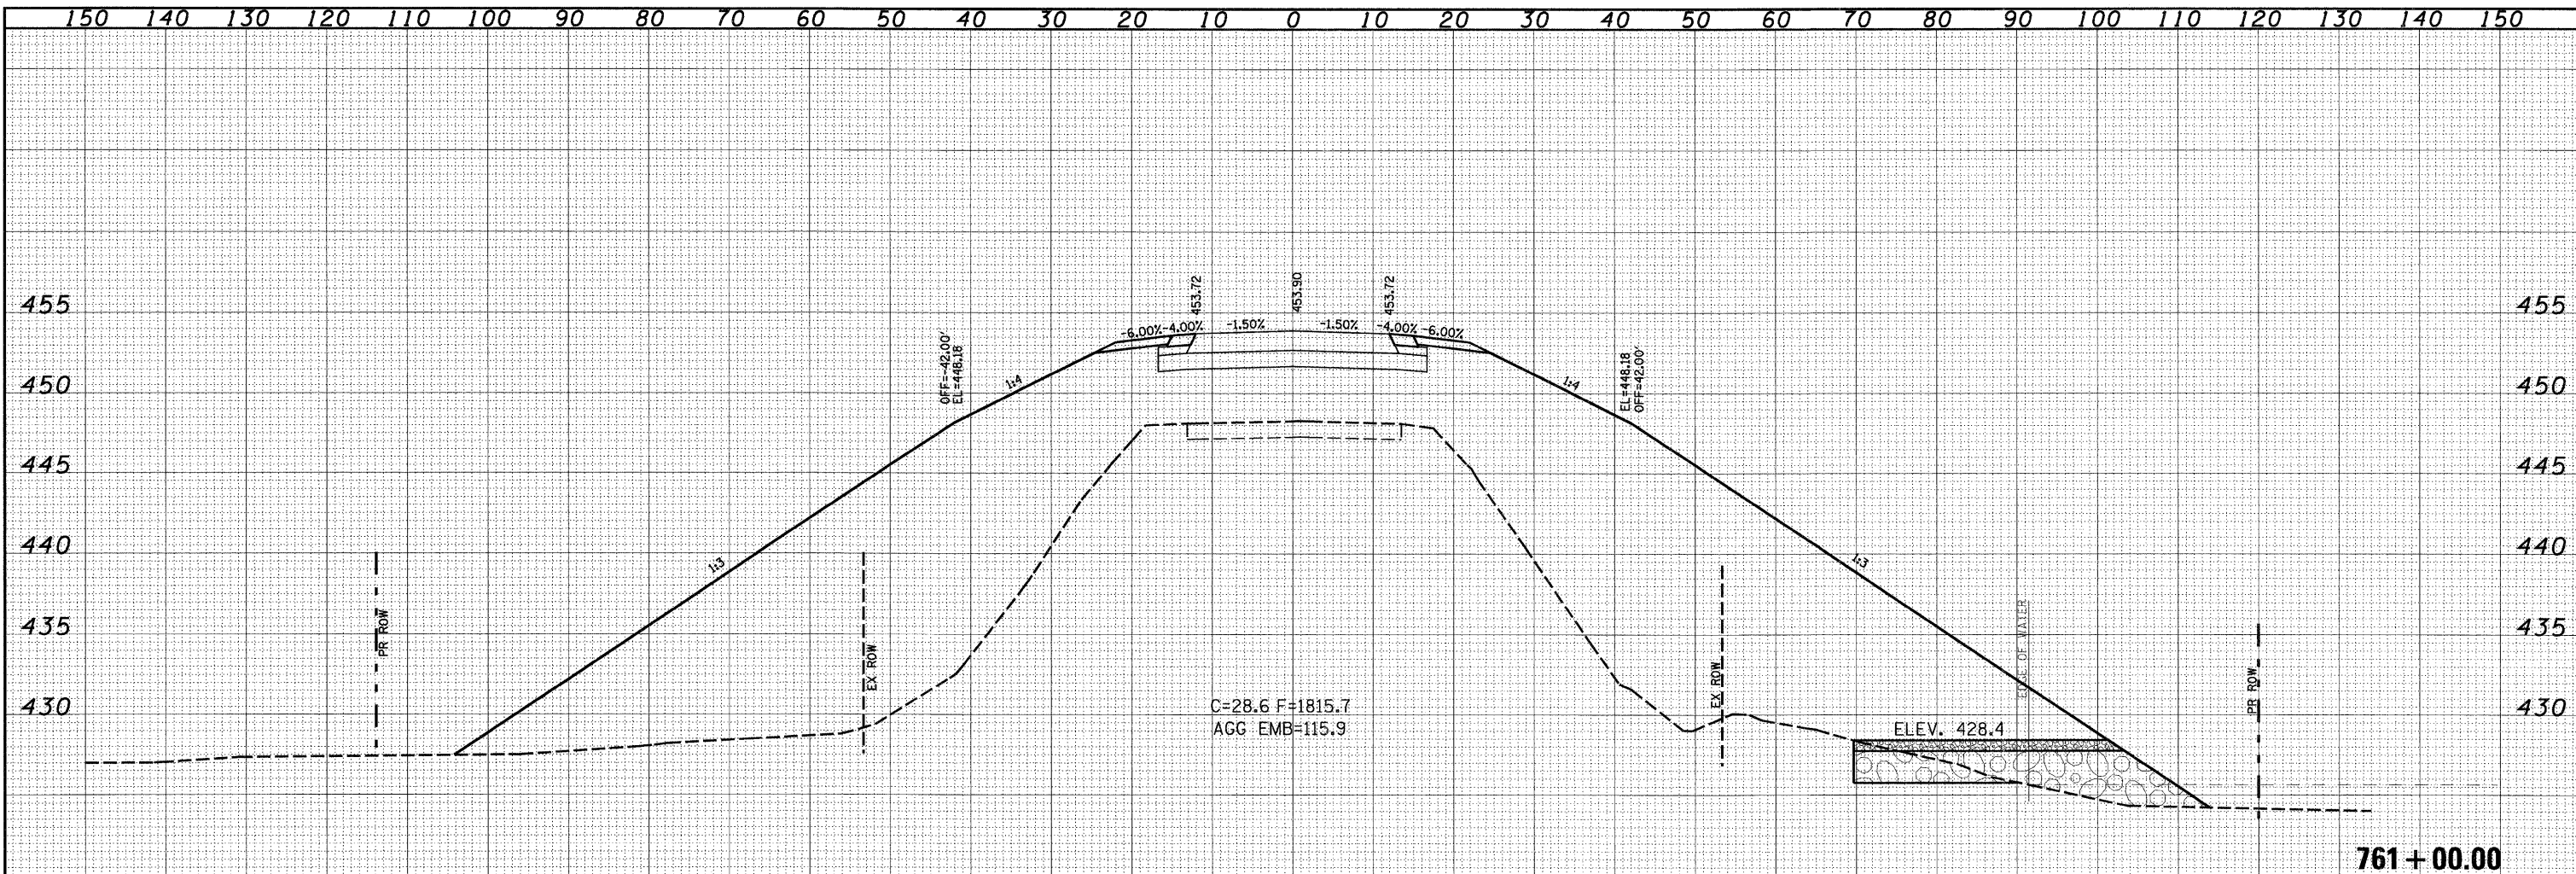 150 140 130 120 110 100 90 80 70 60 50 40 30 20 10 0 10 20 30 40 50 60 70 80 90 100 110 120 130 140 150
453.72
453.90
453.72
455
455
-6.00% -4.00% -1.50% -1.50% -4.00% -6.00%
OFF=-42.00'
EL=448.18
1:4
1:4
EL=448.18
OFF=42.00'
450
450
445
445
440
440
1:3
1:3
435
435
PR ROW
EX ROW
EX ROW
EDGE OF WATER
PR ROW
430
430
C=28.6 F=1815.7
AGG EMB=115.9
ELEV. 428.4
761+00.00